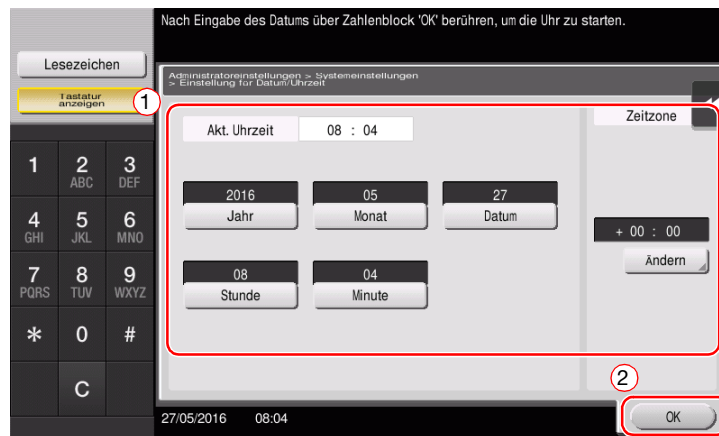 Nach Eingabe des Datums über Zahlenblock 'OK' berühren, um die Uhr zu starten.
Lesezeichen
Tastatur
anzeigen
1
Administratoreinstellungen > Systemeinstellungen
> Einstellung für Datum/Uhrzeit
Akt. Uhrzeit 08 : 04
Zeitzone
1 2 3
ABC DEF
2016 05 27
Jahr Monat Datum
4 5 6
GHI JKL MNO
+ 00 : 00
Ändern
7 8 9
PQRS TUV WXYZ
08 04
Stunde Minute
* 0 #
C
2
27/05/2016 08:04
OK